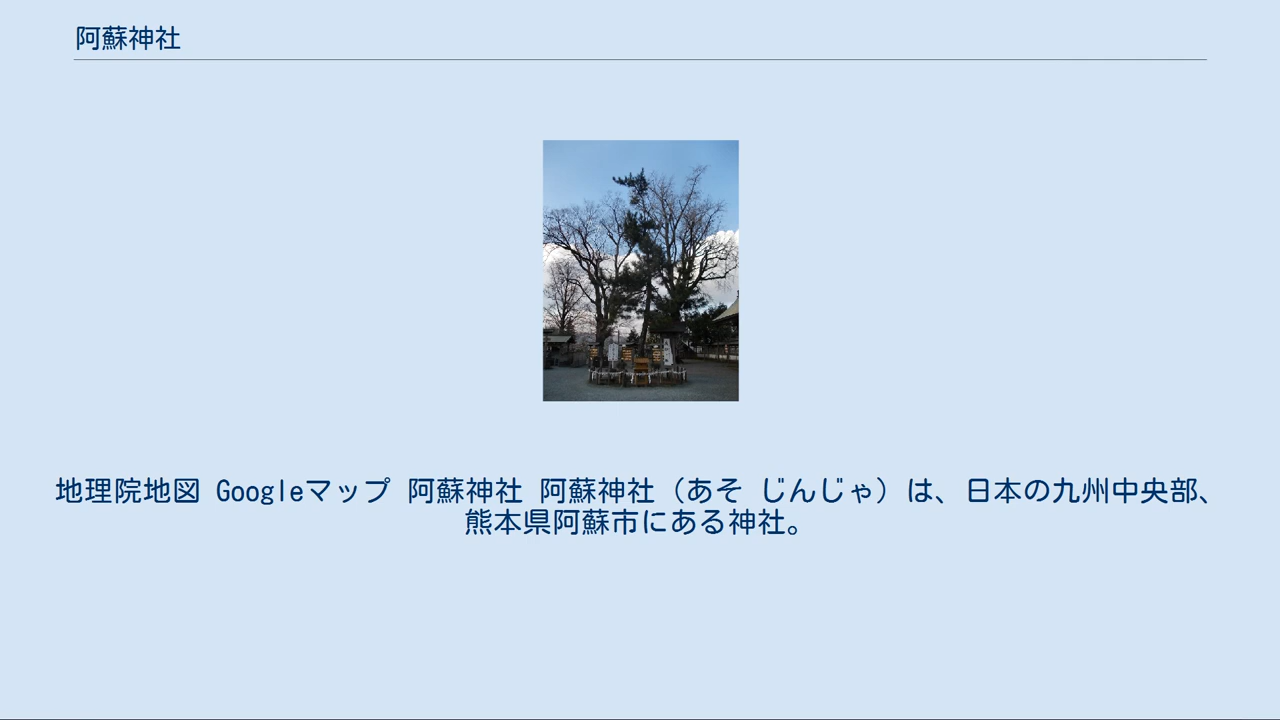 阿蘇神社
地理院地図 Googleマップ 阿蘇神社 阿蘇神社（あそ じんじゃ）は、日本の九州中央部、
熊本県阿蘇市にある神社。